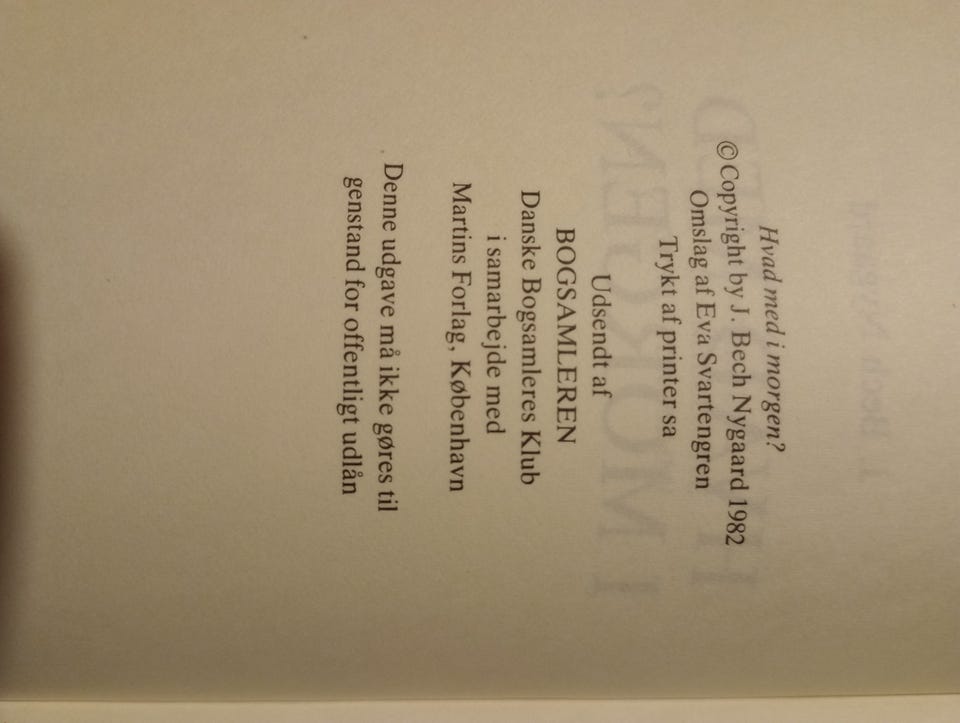 Hvad med i morgen?
© Copyright by J. Bech Nygaard 1982
Omslag af Eva Svartengren
Trykt af printer sa
Udsendt af
BOGSAMLEREN
Danske Bogsamleres Klub
i samarbejde med
Martins Forlag, København
Denne udgave må ikke gøres til
genstand for offentligt udlån